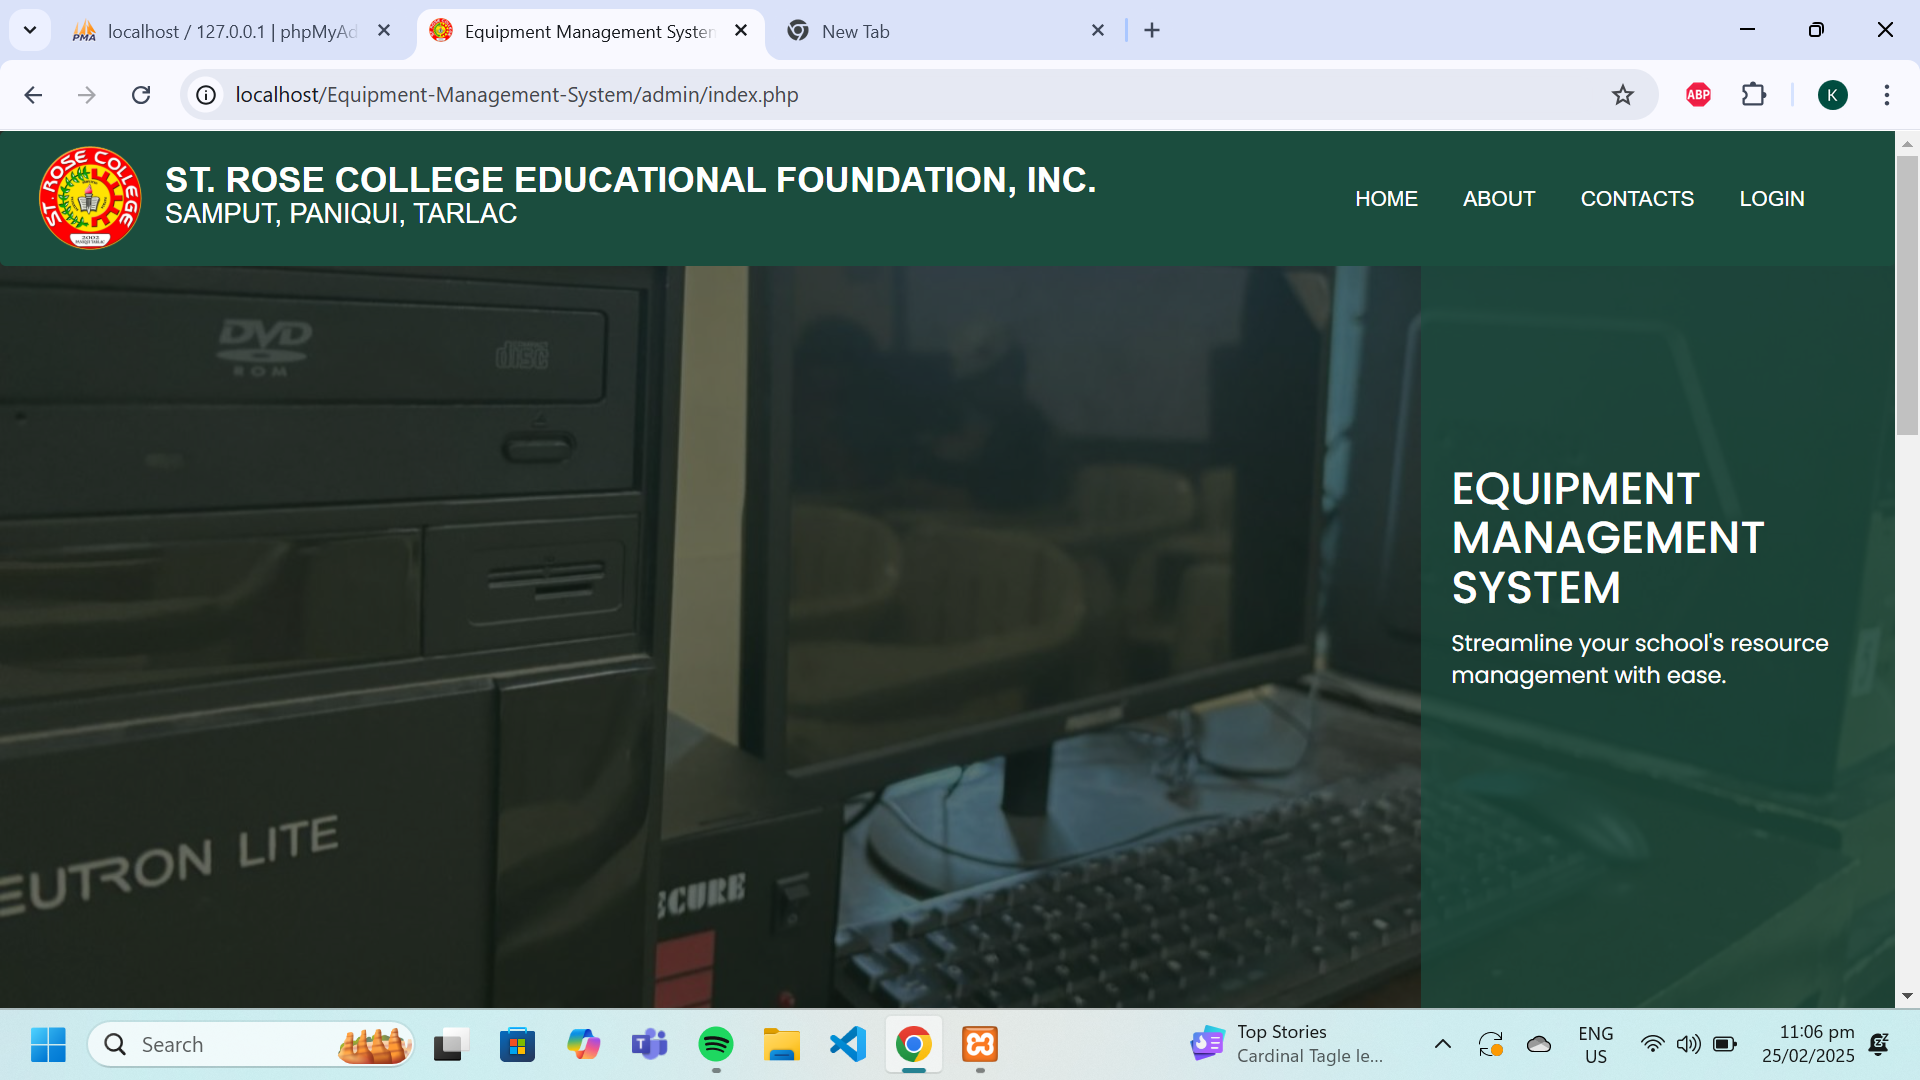 localhost / 127.0.0.1 | phpMyAd
Equipment Management System
New Tab
localhost/Equipment-Management-System/admin/index.php
ABP
K
ST. ROSE COLLEGE
2002
ST. ROSE COLLEGE EDUCATIONAL FOUNDATION, INC.
SAMPUT, PANIQUI, TARLAC
HOME
ABOUT
CONTACTS
LOGIN
DVD
ROM
COMPACT
disc
EUTRON LITE
ECURE
EQUIPMENT
MANAGEMENT
SYSTEM
Streamline your school's resource
management with ease.
Search
Top Stories
Cardinal Tagle le...
ENG
US
11:06 pm
25/02/2025